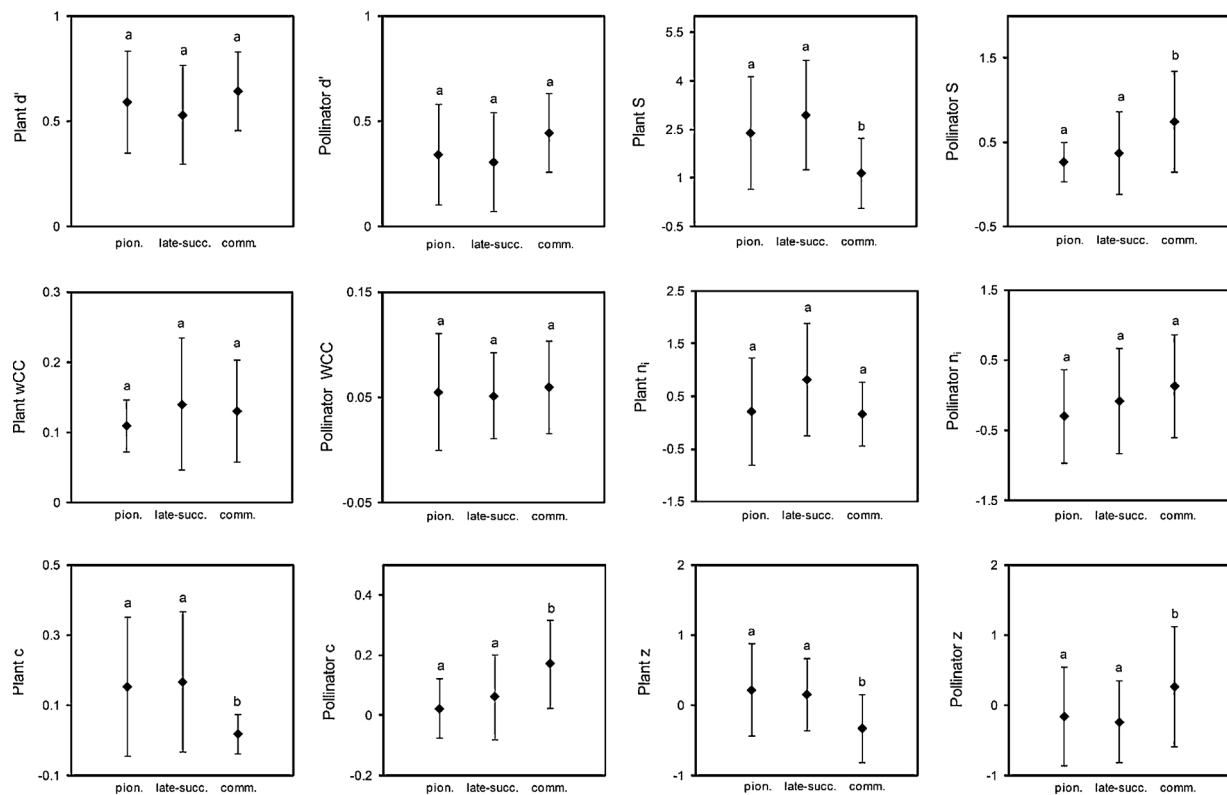 Plant d'
1
0.5
0
a a a
pion. late-succ. comm.
Pollinator d'
1
0.5
0
a a a
pion. late-succ. comm.
Plant S
5.5
4
2.5
1
-0.5
a a b
pion. late-succ. comm.
Pollinator S
1.5
0.5
-0.5
a a b
pion. late-succ. comm.
Plant wCC
0.3
0.2
0.1
0
a a a
pion. late-succ. comm.
Pollinator WCC
0.15
0.05
-0.05
a a a
pion. late-succ. comm.
Plant ni
2.5
1.5
0.5
-0.5
-1.5
a a a
pion. late-succ. comm.
Pollinator ni
1.5
0.5
-0.5
-1.5
a a a
pion. late-succ. comm.
Plant c
0.5
0.3
0.1
-0.1
a a b
pion. late-succ. comm.
Pollinator c
0.4
0.2
0
-0.2
a a b
pion. late-succ. comm.
Plant z
2
1
0
-1
a a b
pion. late-succ. comm.
Pollinator z
2
1
0
-1
a a b
pion. late-succ. comm.